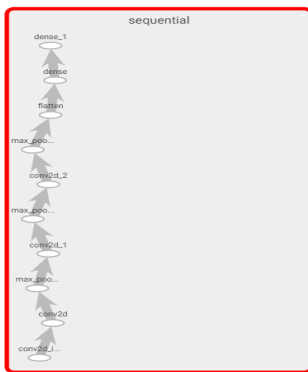 sequential
dense_1
dense
flatten
max_poo...
conv2d_2
max_poo...
conv2d_1
max_poo...
conv2d
conv2d_i...